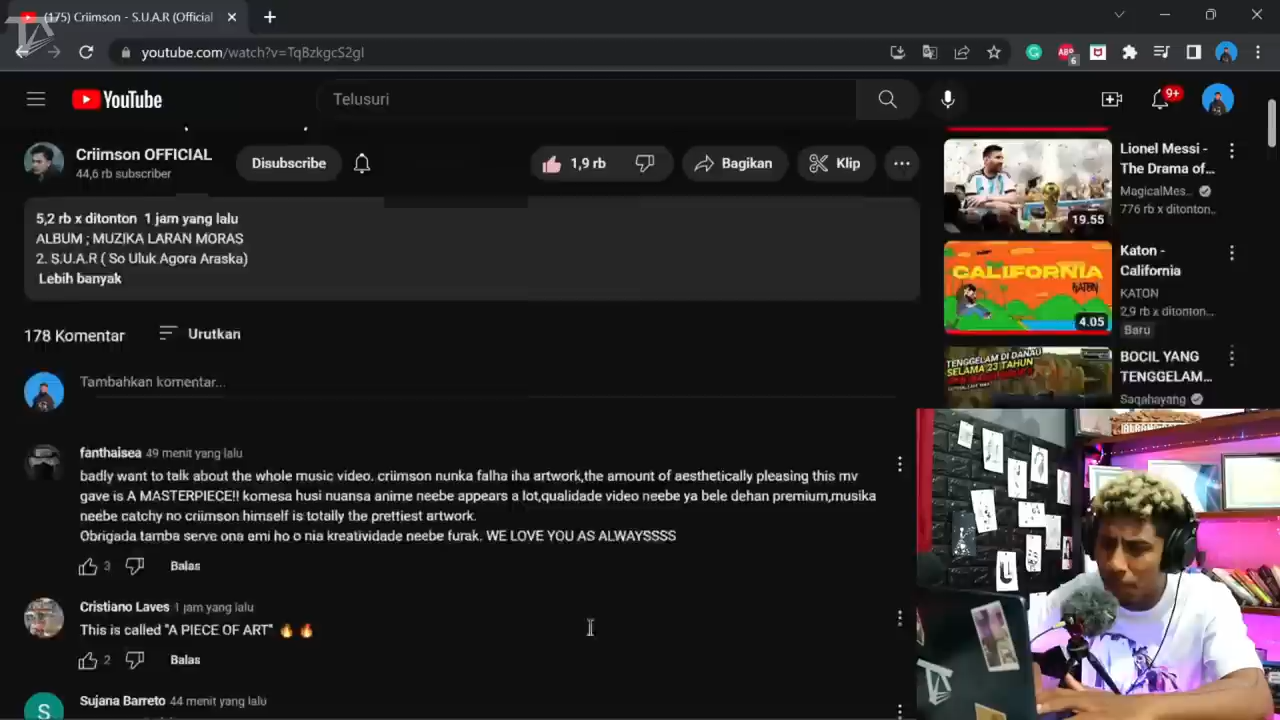 (175) Criimson - S.U.A.R (Official
youtube.com/watch?v=TqBzkgcS2gI
ABP
6
YouTube
Telusuri
9+
Criimson OFFICIAL
44,6 rb subscriber
Disubscribe
1,9 rb
Bagikan
Klip
5,2 rb x ditonton 1 jam yang lalu
ALBUM ; MUZIKA LARAN MORAS
2. S.U.A.R ( So Uluk Agora Araska)
Lebih banyak
178 Komentar
Urutkan
Tambahkan komentar...
fanthaisea 49 menit yang lalu
badly want to talk about the whole music video. criimson nunka falha iha artwork,the amount of aesthetically pleasing this mv
gave is A MASTERPIECE!! komesa husi nuansa anime neebe appears a lot,qualidade video neebe ya bele dehan premium,musika
neebe catchy no criimson himself is totally the prettiest artwork.
Obrigada tamba serve ona ami ho o nia kreatividade neebe furak. WE LOVE YOU AS ALWAYSSSS
3
Balas
Cristiano Laves 1 jam yang lalu
This is called "A PIECE OF ART" 🔥 🔥
2
Balas
S
Sujana Barreto 44 menit yang lalu
Lionel Messi -
The Drama of...
MagicalMes...
776 rb x ditonton...
19.55
Katon -
California
KATON
2,9 rb x ditonton...
Baru
CALIFORNIA
KATON
4.05
BOCIL YANG
TENGGELAM...
Saqahayang
TENGGELAM DI DANAU
SELAMA 23 TAHUN